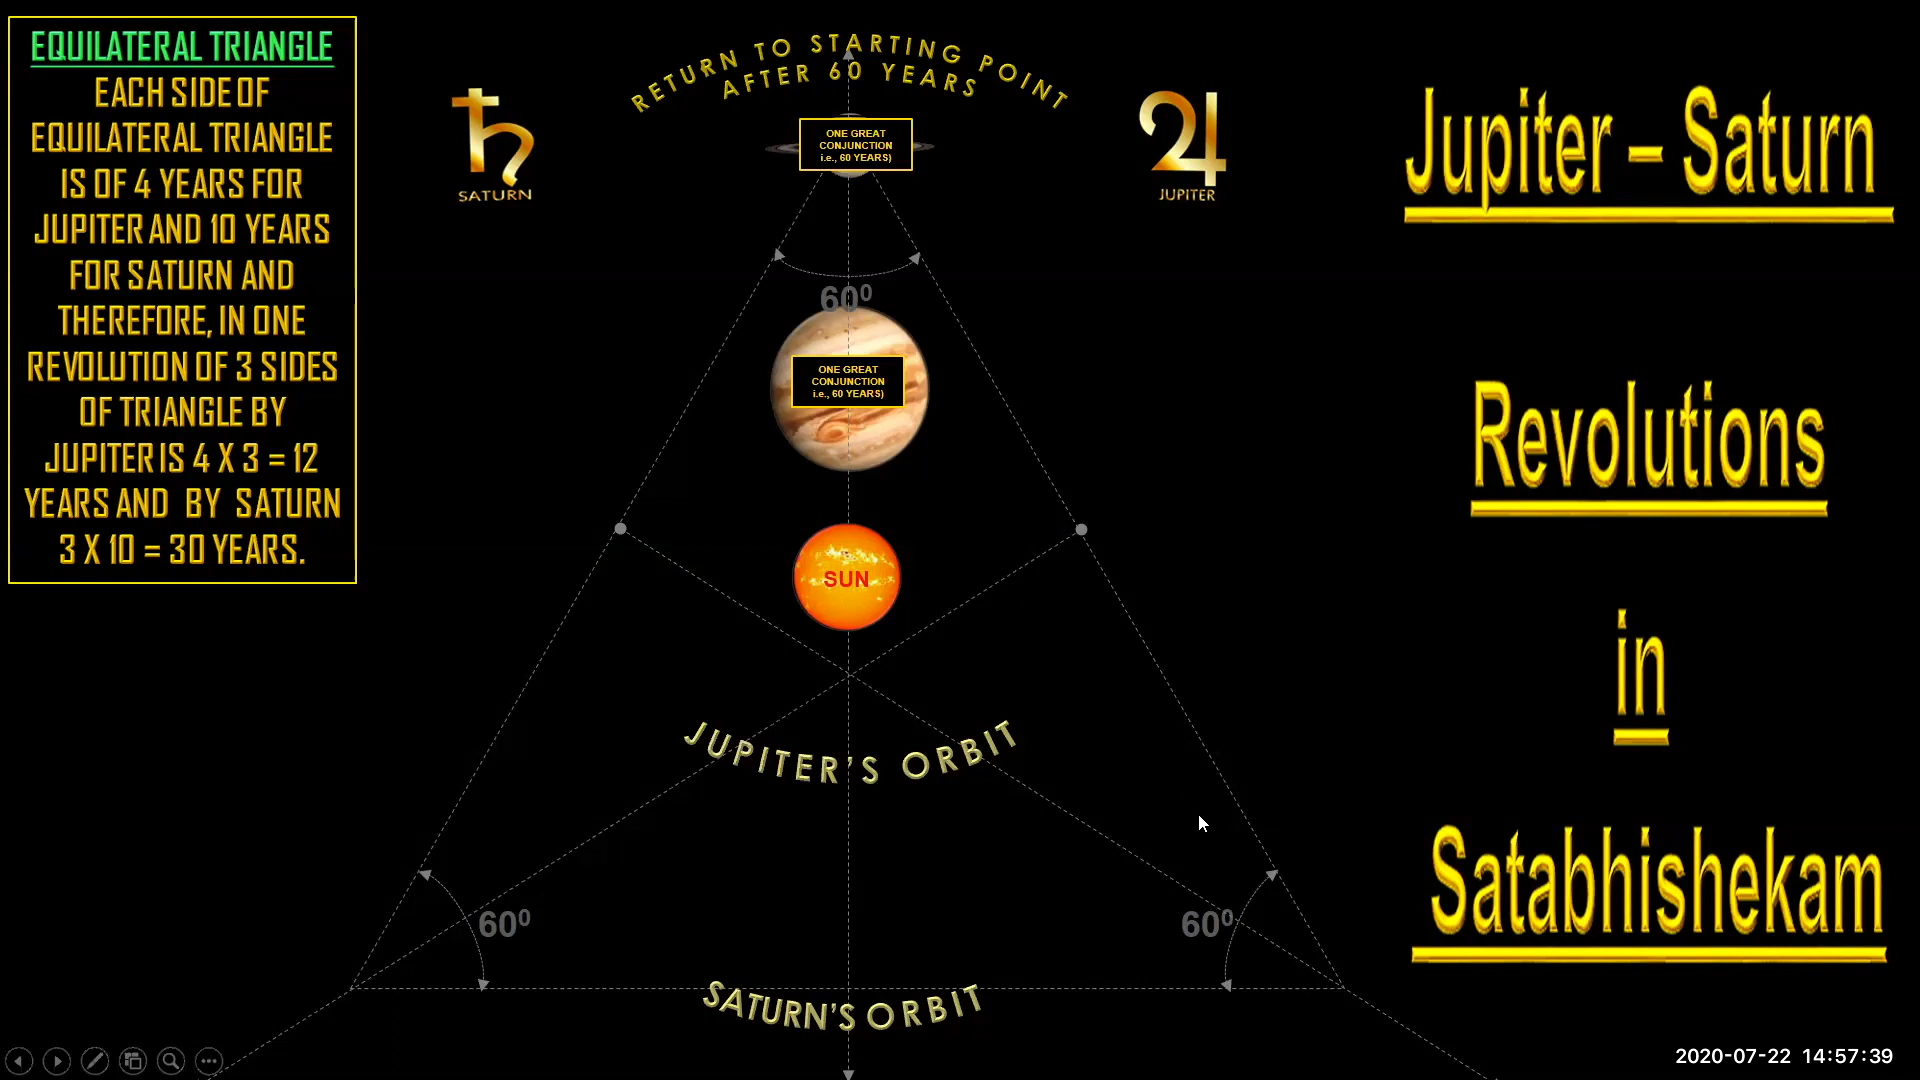 EQUILATERAL TRIANGLE
EACH SIDE OF
EQUILATERAL TRIANGLE
IS OF 4 YEARS FOR
JUPITER AND 10 YEARS
FOR SATURN AND
THEREFORE, IN ONE
REVOLUTION OF 3 SIDES
OF TRIANGLE BY
JUPITER IS 4 X 3 = 12
YEARS AND BY SATURN
3 X 10 = 30 YEARS.
RETURN TO STARTING POINT
AFTER 60 YEARS
SATURN
JUPITER
ONE GREAT
CONJUNCTION
i.e., 60 YEARS)
60⁰
ONE GREAT
CONJUNCTION
i.e., 60 YEARS)
SUN
JUPITER'S ORBIT
60⁰
60⁰
SATURN'S ORBIT
Jupiter – Saturn
Revolutions
in
Satabhishekam
2020-07-22 14:57:39